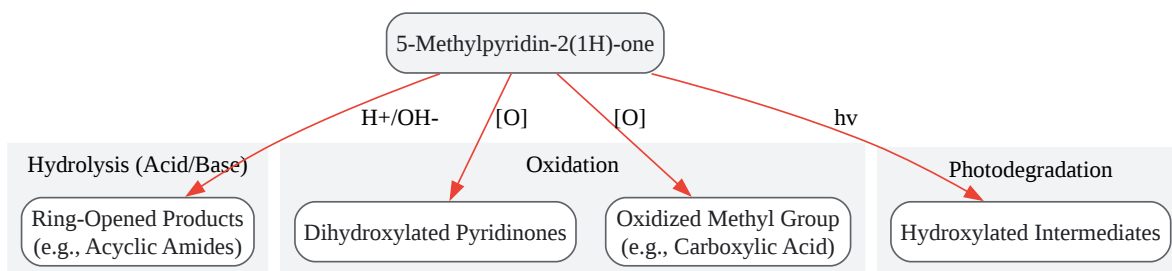 5-Methylpyridin-2(1H)-one
H+/OH-
[O]
[O]
hv
Hydrolysis (Acid/Base)
Oxidation
Photodegradation
Ring-Opened Products
(e.g., Acyclic Amides)
Dihydroxylated Pyridinones
Oxidized Methyl Group
(e.g., Carboxylic Acid)
Hydroxylated Intermediates